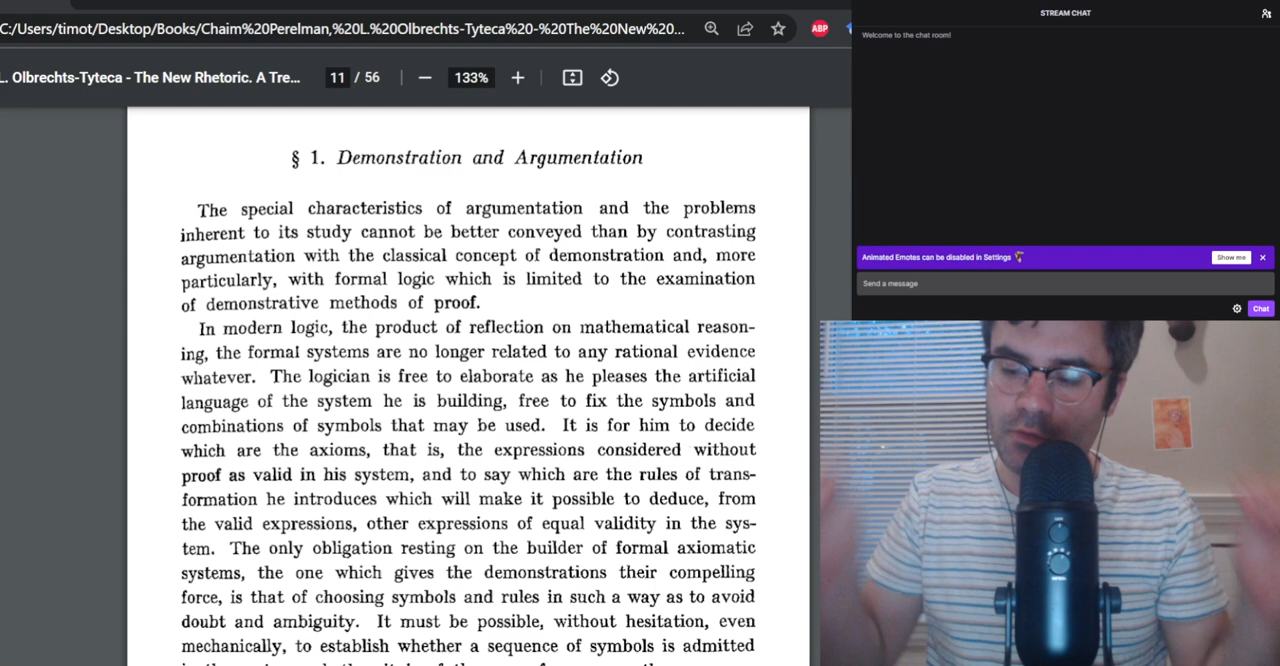 C:/Users/timot/Desktop/Books/Chaim%20Perelman,%20L.%20Olbrechts-Tyteca%20-%20The%20New%20...
ABP
L. Olbrechts-Tyteca - The New Rhetoric. A Tre...
11 / 56
133%
§ 1. Demonstration and Argumentation
The special characteristics of argumentation and the problems
inherent to its study cannot be better conveyed than by contrasting
argumentation with the classical concept of demonstration and, more
particularly, with formal logic which is limited to the examination
of demonstrative methods of proof.
In modern logic, the product of reflection on mathematical reason-
ing, the formal systems are no longer related to any rational evidence
whatever. The logician is free to elaborate as he pleases the artificial
language of the system he is building, free to fix the symbols and
combinations of symbols that may be used. It is for him to decide
which are the axioms, that is, the expressions considered without
proof as valid in his system, and to say which are the rules of trans-
formation he introduces which will make it possible to deduce, from
the valid expressions, other expressions of equal validity in the sys-
tem. The only obligation resting on the builder of formal axiomatic
systems, the one which gives the demonstrations their compelling
force, is that of choosing symbols and rules in such a way as to avoid
doubt and ambiguity. It must be possible, without hesitation, even
mechanically, to establish whether a sequence of symbols is admitted
STREAM CHAT
Welcome to the chat room!
Animated Emotes can be disabled in Settings
Show me
Send a message
Chat